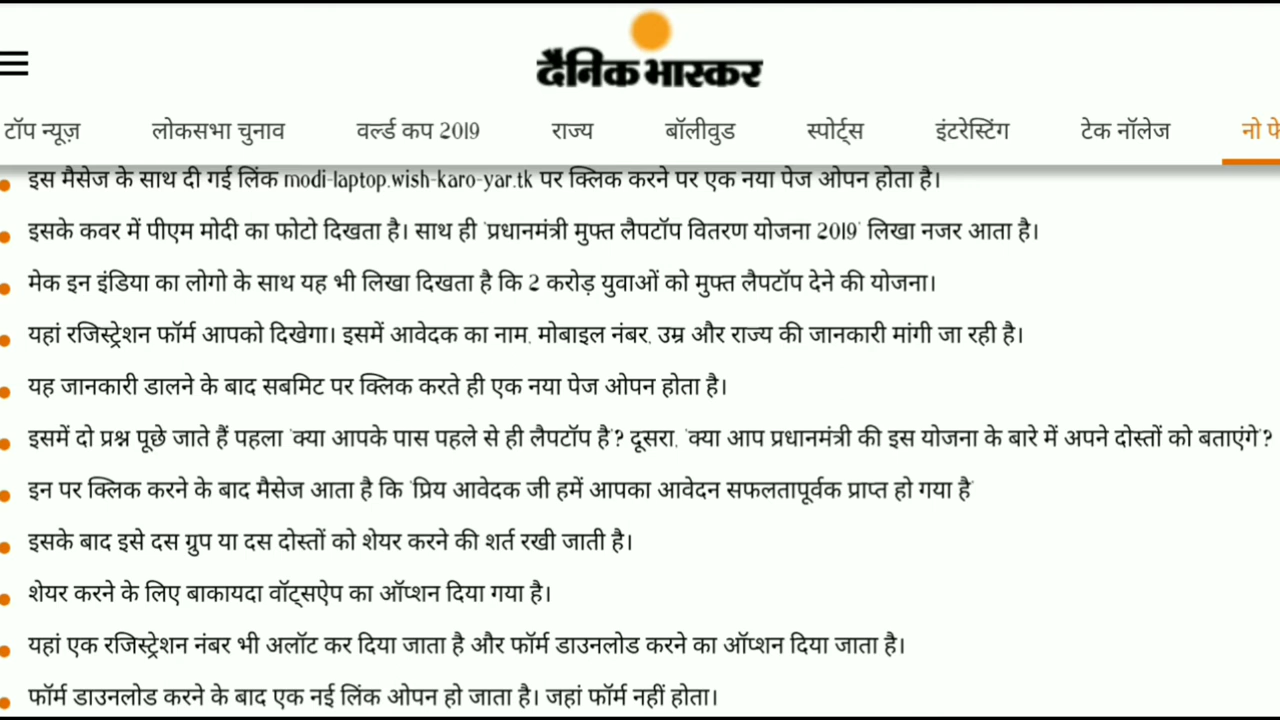 दैनिक भास्कर
टॉप न्यूज़ लोकसभा चुनाव वर्ल्ड कप 2019 राज्य बॉलीवुड स्पोर्ट्स इंटरेस्टिंग टेक नॉलेज नो फे
इस मैसेज के साथ दी गई लिंक modi-laptop.wish-karo-yar.tk पर क्लिक करने पर एक नया पेज ओपन होता है।
इसके कवर में पीएम मोदी का फोटो दिखता है। साथ ही 'प्रधानमंत्री मुफ्त लैपटॉप वितरण योजना 2019' लिखा नजर आता है।
मेक इन इंडिया का लोगो के साथ यह भी लिखा दिखता है कि 2 करोड़ युवाओं को मुफ्त लैपटॉप देने की योजना।
यहां रजिस्ट्रेशन फॉर्म आपको दिखेगा। इसमें आवेदक का नाम, मोबाइल नंबर, उम्र और राज्य की जानकारी मांगी जा रही है।
यह जानकारी डालने के बाद सबमिट पर क्लिक करते ही एक नया पेज ओपन होता है।
इसमें दो प्रश्न पूछे जाते हैं पहला 'क्या आपके पास पहले से ही लैपटॉप है'? दूसरा, 'क्या आप प्रधानमंत्री की इस योजना के बारे में अपने दोस्तों को बताएंगे'?
इन पर क्लिक करने के बाद मैसेज आता है कि 'प्रिय आवेदक जी हमें आपका आवेदन सफलतापूर्वक प्राप्त हो गया है'
इसके बाद इसे दस ग्रुप या दस दोस्तों को शेयर करने की शर्त रखी जाती है।
शेयर करने के लिए बाकायदा वॉट्सऐप का ऑप्शन दिया गया है।
यहां एक रजिस्ट्रेशन नंबर भी अलॉट कर दिया जाता है और फॉर्म डाउनलोड करने का ऑप्शन दिया जाता है।
फॉर्म डाउनलोड करने के बाद एक नई लिंक ओपन हो जाता है। जहां फॉर्म नहीं होता।